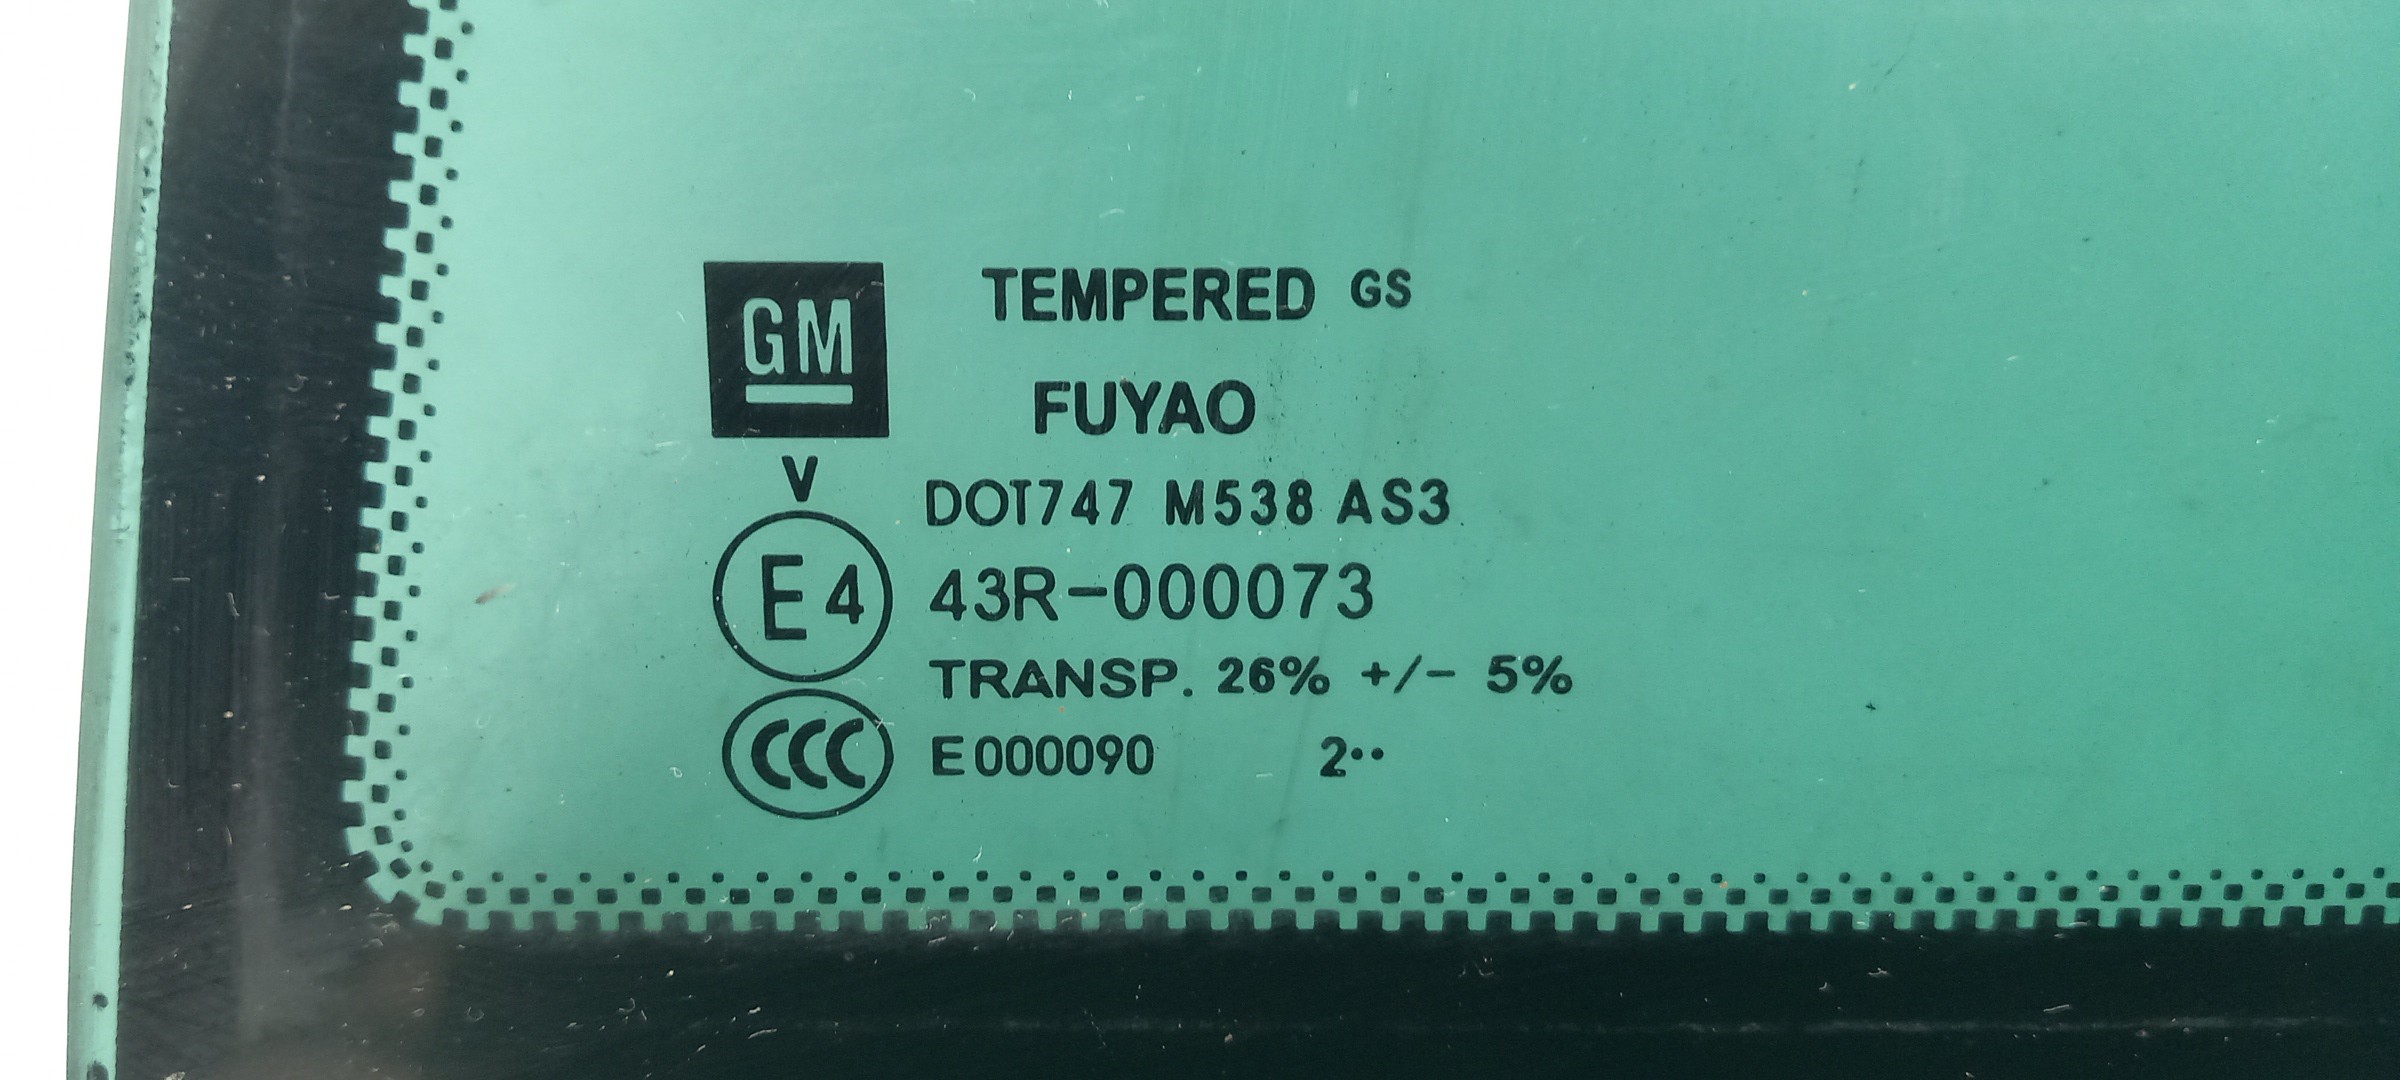 GM
TEMPERED GS
FUYAO
V
DOT747 M538 AS3
E4 43R-000073
TRANSP. 26% +/- 5%
CCC E000090 2··